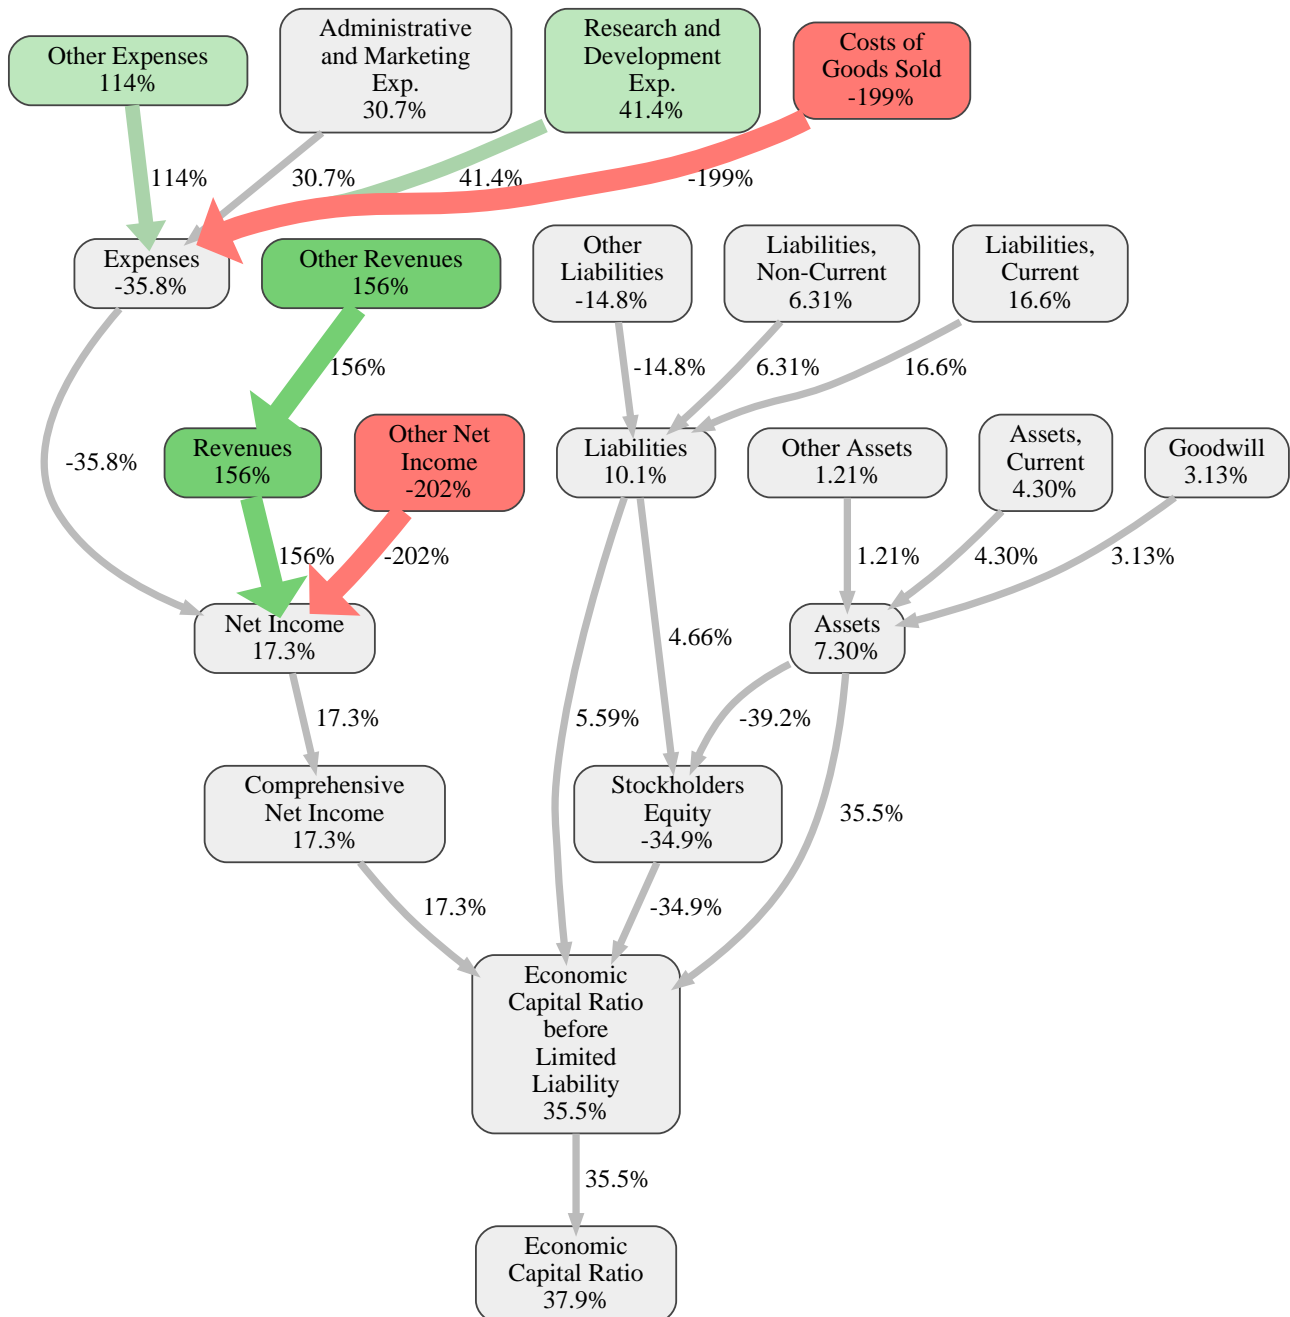 Other Expenses
114%
Administrative
and Marketing
Exp.
30.7%
Research and
Development
Exp.
41.4%
Costs of
Goods Sold
-199%
114%
30.7%
41.4%
-199%
Expenses
-35.8%
Other Revenues
156%
Other
Liabilities
-14.8%
Liabilities,
Non-Current
6.31%
Liabilities,
Current
16.6%
156%
-14.8%
6.31%
16.6%
-35.8%
Revenues
156%
Other Net
Income
-202%
Liabilities
10.1%
Other Assets
1.21%
Assets,
Current
4.30%
Goodwill
3.13%
156%
-202%
1.21%
4.30%
3.13%
Net Income
17.3%
4.66%
Assets
7.30%
17.3%
5.59%
-39.2%
35.5%
Comprehensive
Net Income
17.3%
Stockholders
Equity
-34.9%
17.3%
-34.9%
Economic
Capital Ratio
before
Limited
Liability
35.5%
35.5%
Economic
Capital Ratio
37.9%